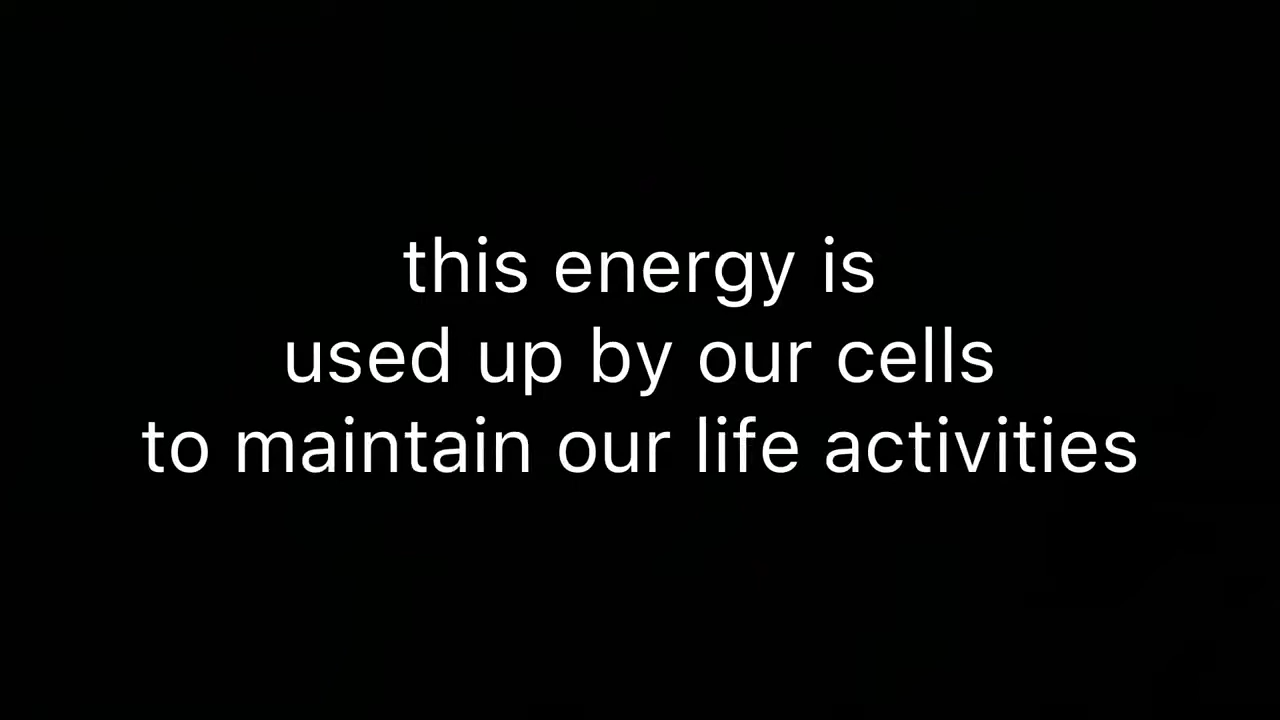 this energy is
used up by our cells
to maintain our life activities